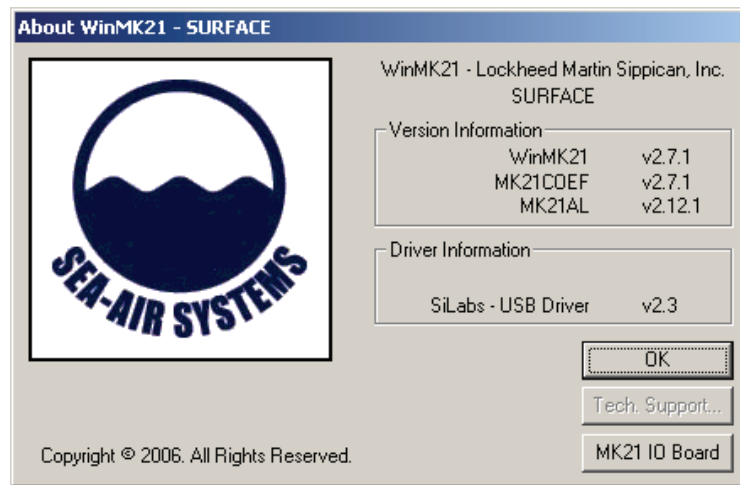 About WinMK21 - SURFACE
WinMK21 - Lockheed Martin Sippican, Inc.
SURFACE
Version Information
WinMK21 v2.7.1
MK21COEF v2.7.1
MK21AL v2.12.1
Driver Information
SiLabs - USB Driver v2.3
SEA-AIR SYSTEMS
OK
Tech. Support...
MK21 IO Board
Copyright © 2006. All Rights Reserved.